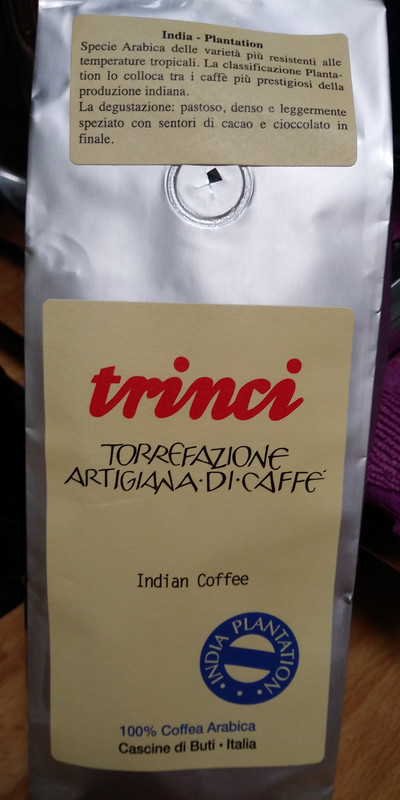 India - Plantation
Specie Arabica delle varietà più resistenti alle
temperature tropicali. La classificazione Planta-
tion lo colloca tra i caffè più prestigiosi della
produzione indiana.
La degustazione: pastoso, denso e leggermente
speziato con sentori di cacao e cioccolato in
finale.
trinci
TORREFAZIONE
ARTIGIANA·DI·CAFFÉ
Indian Coffee
·INDIA PLANTATION··
100% Coffea Arabica
Cascine di Buti • Italia